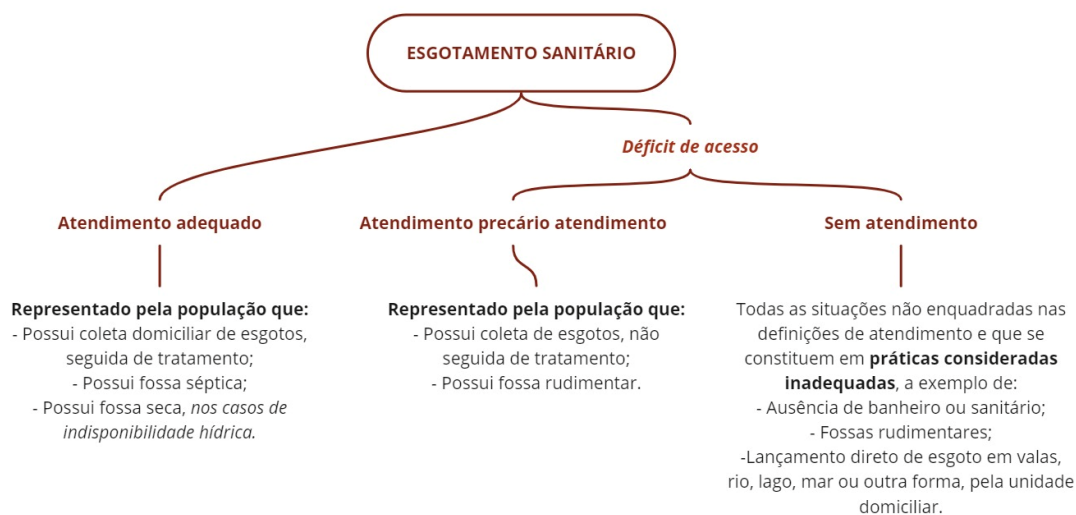 ESGOTAMENTO SANITÁRIO
Déficit de acesso
Atendimento adequado
Representado pela população que:
- Possui coleta domiciliar de esgotos,
seguida de tratamento;
- Possui fossa séptica;
- Possui fossa seca, nos casos de
indisponibilidade hídrica.
Atendimento precário atendimento
Representado pela população que:
- Possui coleta de esgotos, não
seguida de tratamento;
- Possui fossa rudimentar.
Sem atendimento
Todas as situações não enquadradas nas
definições de atendimento e que se
constituem em práticas consideradas
inadequadas, a exemplo de:
- Ausência de banheiro ou sanitário;
- Fossas rudimentares;
-Lançamento direto de esgoto em valas,
rio, lago, mar ou outra forma, pela unidade
domiciliar.